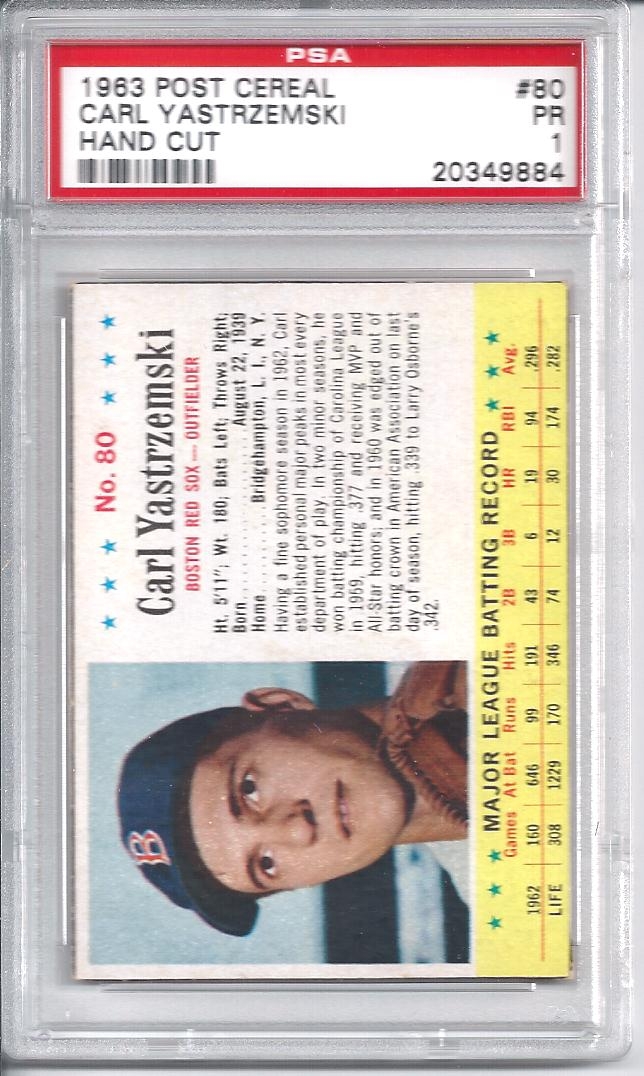 PSA
1963 POST CEREAL #80
CARL YASTRZEMSKI PR
HAND CUT 1
20349884
No. 80
Carl Yastrzemski
BOSTON RED SOX — OUTFIELDER
Ht. 5'11"; Wt. 180; Bats Left; Throws Right;
Born..................August 22, 1939
Home..........Bridgehampton, L. I., N. Y.
Having a fine sophomore season in 1962, Carl
established personal major peaks in most every
department of play. In two minor seasons, he
won batting championship of Carolina League
in 1959, hitting .377 and receiving MVP and
All-Star honors; and in 1960 was edged out of
batting crown in American Association on last
day of season, hitting .339 to Larry Osborne's
.342.
B
MAJOR LEAGUE BATTING RECORD
Games At Bat Runs Hits 2B 3B HR RBI Avg.
1962 160 646 99 191 43 6 19 94 .296
LIFE 308 1229 170 346 74 12 30 174 .282